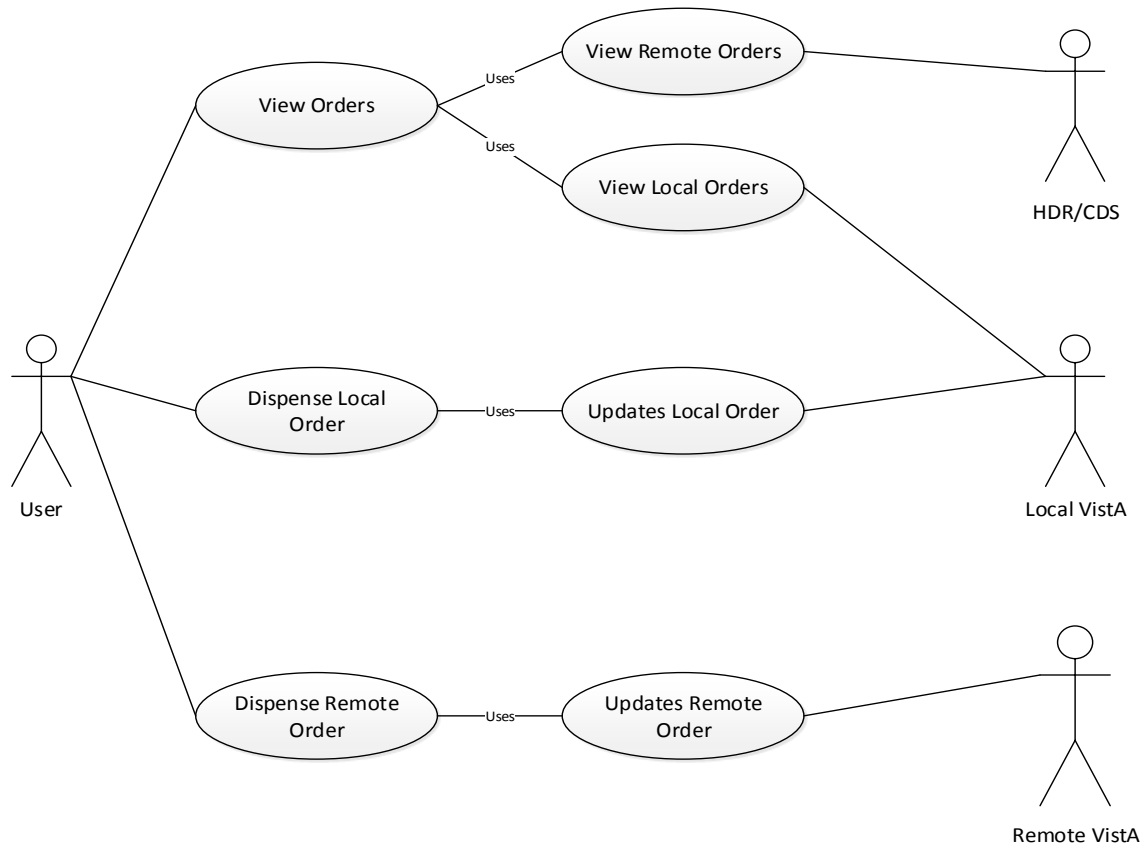 View Remote Orders
View Orders
Uses
Uses
View Local Orders
HDR/CDS
Dispense Local
Order
Uses
Updates Local Order
User
Local VistA
Dispense Remote
Order
Uses
Updates Remote
Order
Remote VistA